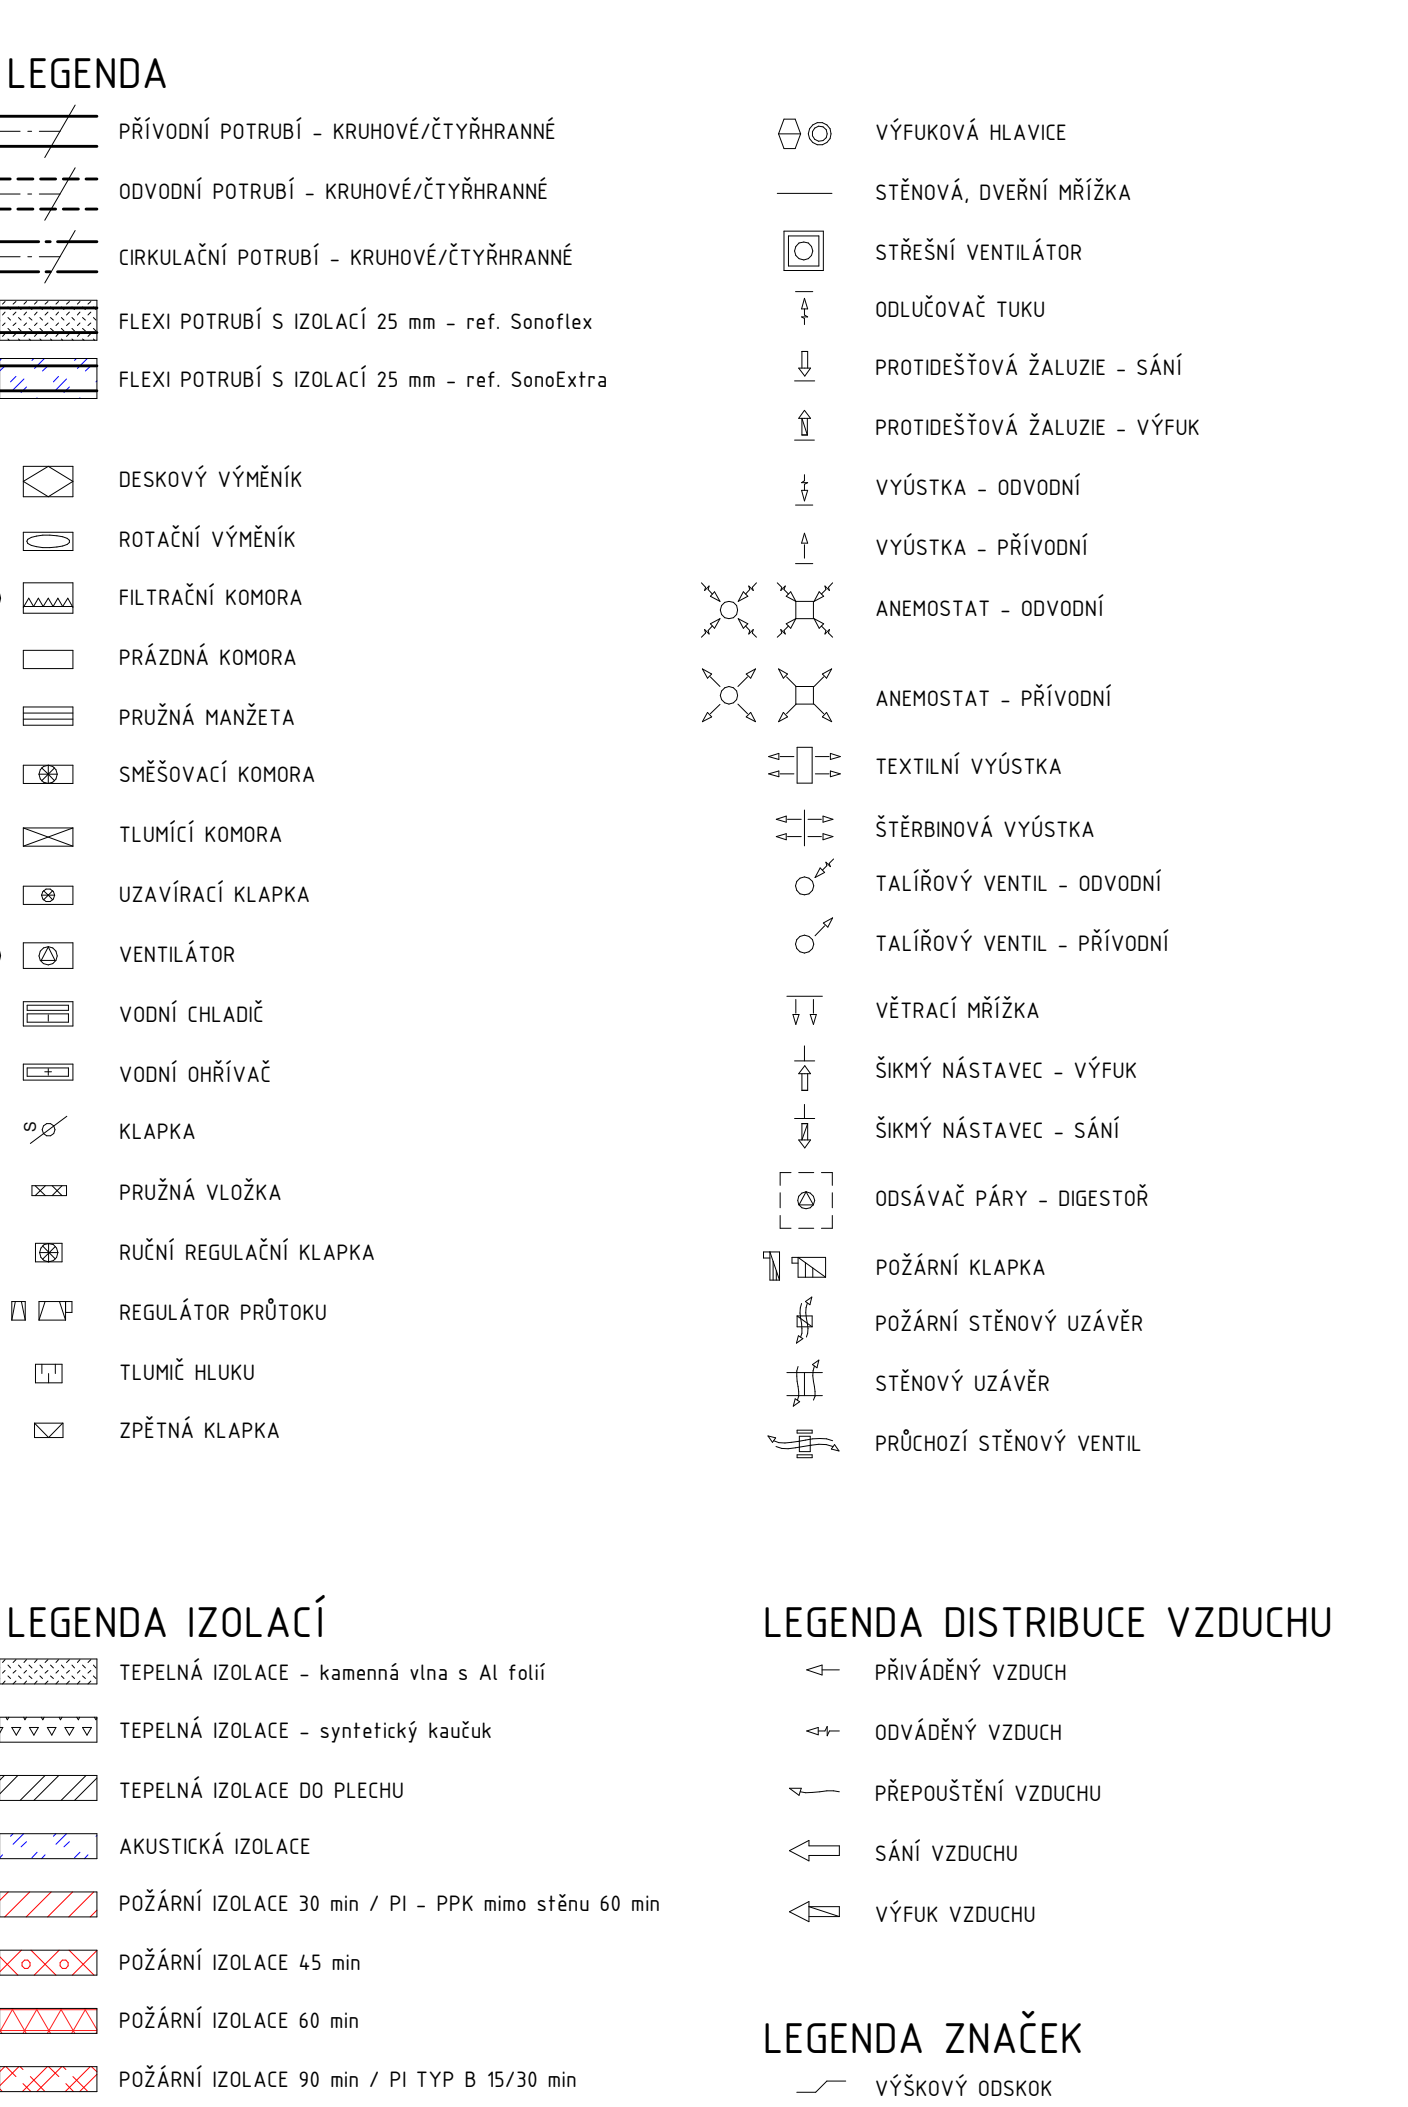 LEGENDA
PŘÍVODNÍ POTRUBÍ - KRUHOVÉ/ČTYŘHRANNÉ
ODVODNÍ POTRUBÍ - KRUHOVÉ/ČTYŘHRANNÉ
CIRKULAČNÍ POTRUBÍ - KRUHOVÉ/ČTYŘHRANNÉ
FLEXI POTRUBÍ S IZOLACÍ 25 mm - ref. Sonoflex
FLEXI POTRUBÍ S IZOLACÍ 25 mm - ref. SonoExtra
DESKOVÝ VÝMĚNÍK
ROTAČNÍ VÝMĚNÍK
FILTRAČNÍ KOMORA
PRÁZDNÁ KOMORA
PRUŽNÁ MANŽETA
SMĚŠOVACÍ KOMORA
TLUMÍCÍ KOMORA
UZAVÍRACÍ KLAPKA
VENTILÁTOR
VODNÍ CHLADIČ
VODNÍ OHŘÍVAČ
S KLAPKA
PRUŽNÁ VLOŽKA
RUČNÍ REGULAČNÍ KLAPKA
REGULÁTOR PRŮTOKU
TLUMIČ HLUKU
ZPĚTNÁ KLAPKA
VÝFUKOVÁ HLAVICE
STĚNOVÁ, DVEŘNÍ MŘÍŽKA
STŘEŠNÍ VENTILÁTOR
ODLUČOVAČ TUKU
PROTIDEŠŤOVÁ ŽALUZIE - SÁNÍ
PROTIDEŠŤOVÁ ŽALUZIE - VÝFUK
VYÚSTKA - ODVODNÍ
VYÚSTKA - PŘÍVODNÍ
ANEMOSTAT - ODVODNÍ
ANEMOSTAT - PŘÍVODNÍ
TEXTILNÍ VYÚSTKA
ŠTĚRBINOVÁ VYÚSTKA
TALÍŘOVÝ VENTIL - ODVODNÍ
TALÍŘOVÝ VENTIL - PŘÍVODNÍ
VĚTRACÍ MŘÍŽKA
ŠIKMÝ NÁSTAVEC - VÝFUK
ŠIKMÝ NÁSTAVEC - SÁNÍ
ODSÁVAČ PÁRY - DIGESTOŘ
POŽÁRNÍ KLAPKA
POŽÁRNÍ STĚNOVÝ UZÁVĚR
STĚNOVÝ UZÁVĚR
PRŮCHOZÍ STĚNOVÝ VENTIL
LEGENDA IZOLACÍ
TEPELNÁ IZOLACE - kamenná vlna s Al folií
TEPELNÁ IZOLACE - syntetický kaučuk
TEPELNÁ IZOLACE DO PLECHU
AKUSTICKÁ IZOLACE
POŽÁRNÍ IZOLACE 30 min / PI - PPK mimo stěnu 60 min
POŽÁRNÍ IZOLACE 45 min
POŽÁRNÍ IZOLACE 60 min
POŽÁRNÍ IZOLACE 90 min / PI TYP B 15/30 min
LEGENDA DISTRIBUCE VZDUCHU
PŘIVÁDĚNÝ VZDUCH
ODVÁDĚNÝ VZDUCH
PŘEPOUŠTĚNÍ VZDUCHU
SÁNÍ VZDUCHU
VÝFUK VZDUCHU
LEGENDA ZNAČEK
VÝŠKOVÝ ODSKOK